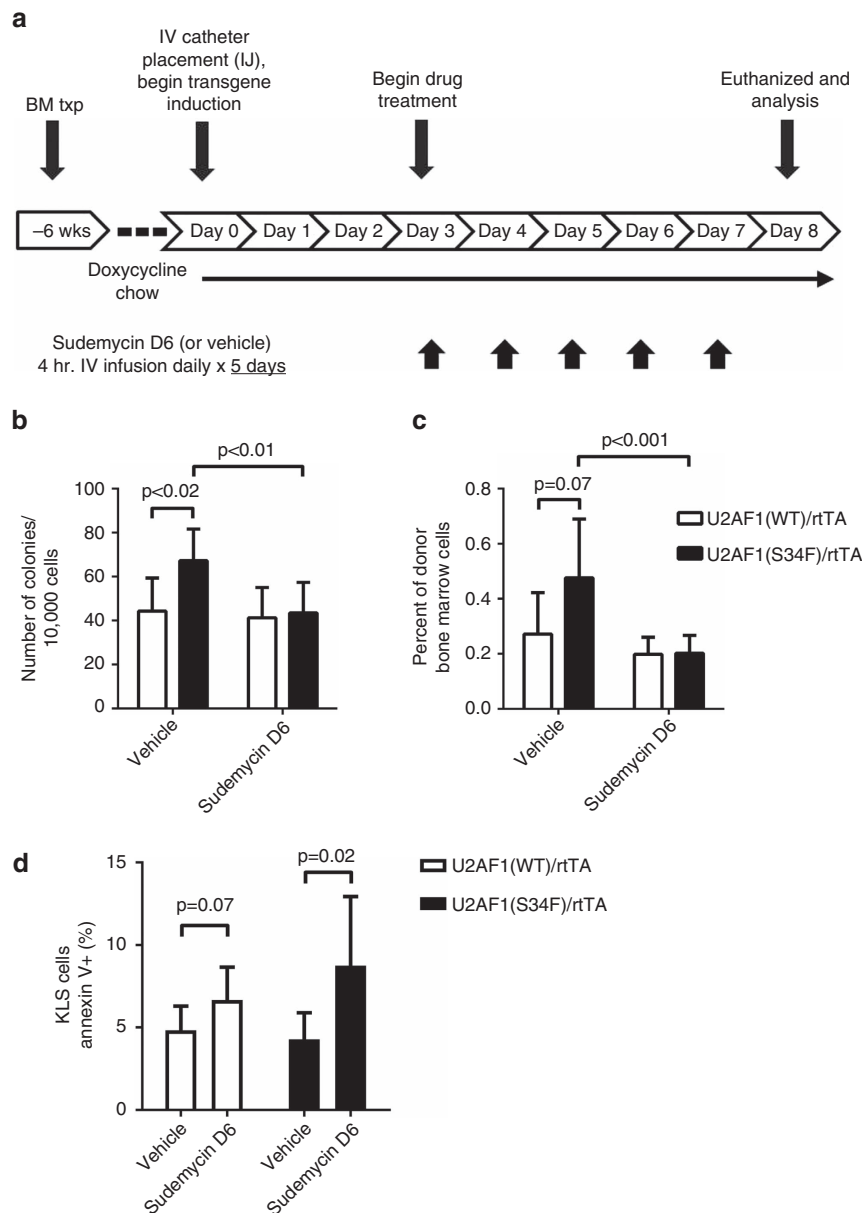 a
IV catheter
placement (IJ),
begin transgene
induction
BM txp
Begin drug
treatment
Euthanized and
analysis
–6 wks
Day 0
Day 1
Day 2
Day 3
Day 4
Day 5
Day 6
Day 7
Day 8
Doxycycline
chow
Sudemycin D6 (or vehicle)
4 hr. IV infusion daily x 5 days
b
p<0.01
p<0.02
Number of colonies/
10,000 cells
100
80
60
40
20
0
Vehicle
Sudemycin D6
c
p<0.001
p=0.07
Percent of donor
bone marrow cells
0.8
0.6
0.4
0.2
0.0
Vehicle
Sudemycin D6
U2AF1(WT)/rtTA
U2AF1(S34F)/rtTA
d
p=0.02
p=0.07
KLS cells
annexin V+ (%)
15
10
5
0
Vehicle
Sudemycin D6
Vehicle
Sudemycin D6
U2AF1(WT)/rtTA
U2AF1(S34F)/rtTA